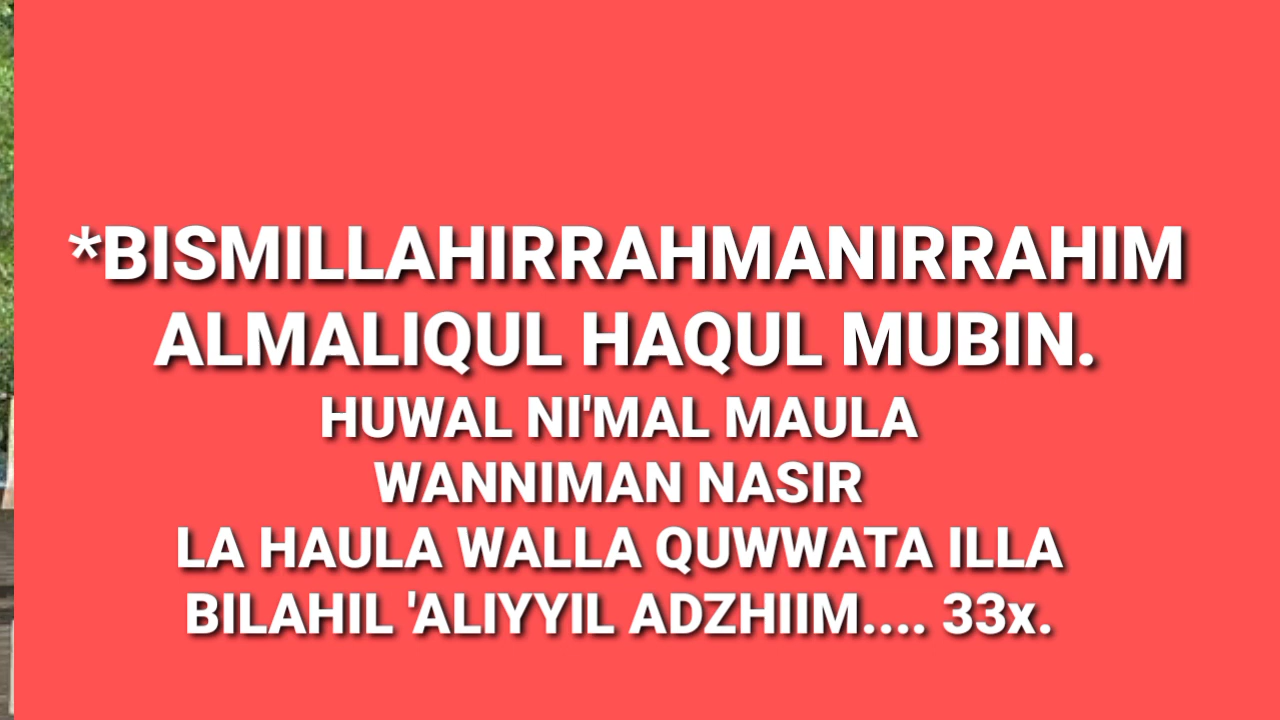 *BISMILLAHIRRAHMANIRRAHIM
ALMALIQUL HAQUL MUBIN.
HUWAL NI'MAL MAULA
WANNIMAN NASIR
LA HAULA WALLA QUWWATA ILLA
BILAHIL 'ALIYYIL ADZHIIM.... 33x.